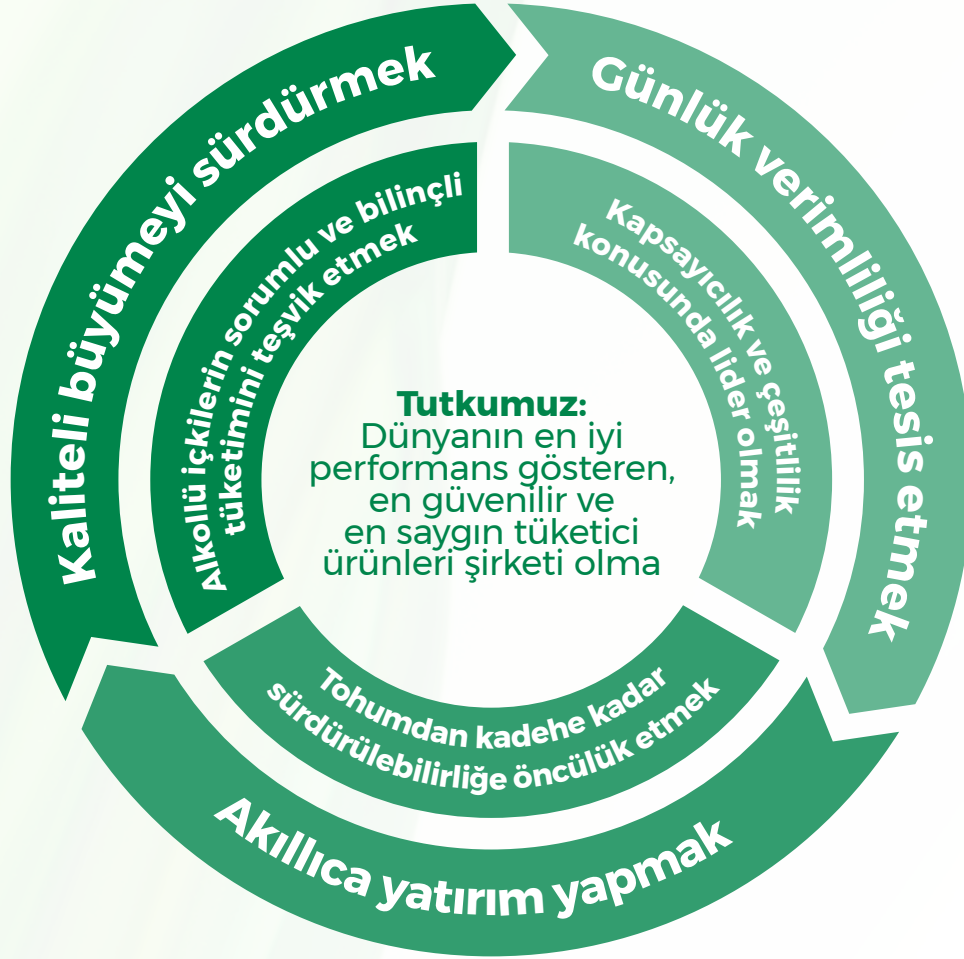 Kaliteli büyümeyi sürdürmek
Günlük verimliliği tesis etmek
Akıllıca yatırım yapmak
Alkollü içkilerin sorumlu ve bilinçli
tüketimini teşvik etmek
Kapsayıcılık ve çeşitlilik
konusunda lider olmak
Tohumdan kadehe kadar
sürdürülebilirliğe öncülük etmek
Tutkumuz:
Dünyanın en iyi
performans gösteren,
en güvenilir ve
en saygın tüketici
ürünleri şirketi olma